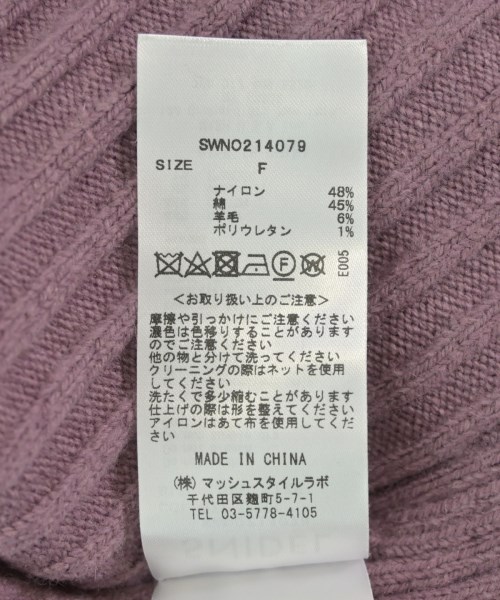 SWNO214079
SIZE F
ナイロン 48%
綿 45%
羊毛 6%
ポリウレタン 1%
E005
＜お取り扱い上のご注意＞
摩擦や引っかけにご注意ください
濃色は色移りすることがあります
のでご注意ください
他の物と分けて洗ってください
クリーニングの際はネットを使用
してください
洗たくで多少縮むことがあります
仕上げの際は形を整えてください
アイロンはあて布を使用してくだ
さい
MADE IN CHINA
(株) マッシュスタイルラボ
千代田区麹町5-7-1
TEL 03-5778-4105